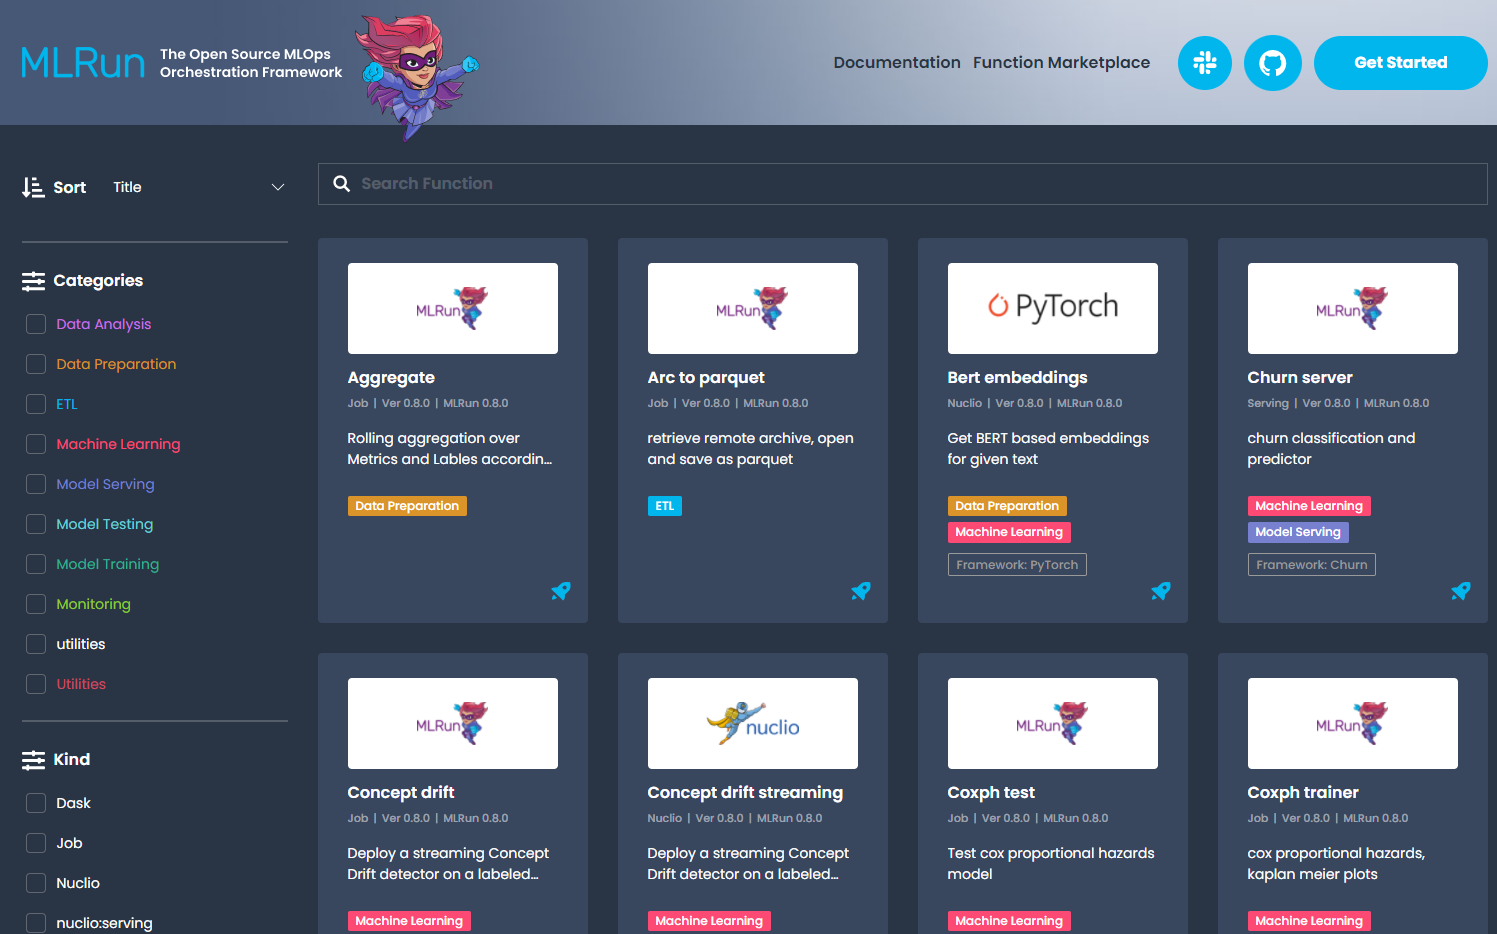 MLRun
The Open Source MLOps
Orchestration Framework
Documentation
Function Marketplace
Get Started
Sort
Title
Search Function
Categories
Data Analysis
Data Preparation
ETL
Machine Learning
Model Serving
Model Testing
Model Training
Monitoring
utilities
Utilities
Kind
Dask
Job
Nuclio
nuclio:serving
MLRun
Aggregate
Job | Ver 0.8.0 | MLRun 0.8.0
Rolling aggregation over
Metrics and Lables accordin...
Data Preparation
MLRun
Arc to parquet
Job | Ver 0.8.0 | MLRun 0.8.0
retrieve remote archive, open
and save as parquet
ETL
PyTorch
Bert embeddings
Nuclio | Ver 0.8.0 | MLRun 0.8.0
Get BERT based embeddings
for given text
Data Preparation
Machine Learning
Framework: PyTorch
MLRun
Churn server
Serving | Ver 0.8.0 | MLRun 0.8.0
churn classification and
predictor
Machine Learning
Model Serving
Framework: Churn
MLRun
Concept drift
Job | Ver 0.8.0 | MLRun 0.8.0
Deploy a streaming Concept
Drift detector on a labeled...
Machine Learning
nuclio
Concept drift streaming
Nuclio | Ver 0.8.0 | MLRun 0.8.0
Deploy a streaming Concept
Drift detector on a labeled...
Machine Learning
MLRun
Coxph test
Job | Ver 0.8.0 | MLRun 0.8.0
Test cox proportional hazards
model
Machine Learning
MLRun
Coxph trainer
Job | Ver 0.8.0 | MLRun 0.8.0
cox proportional hazards,
kaplan meier plots
Machine Learning